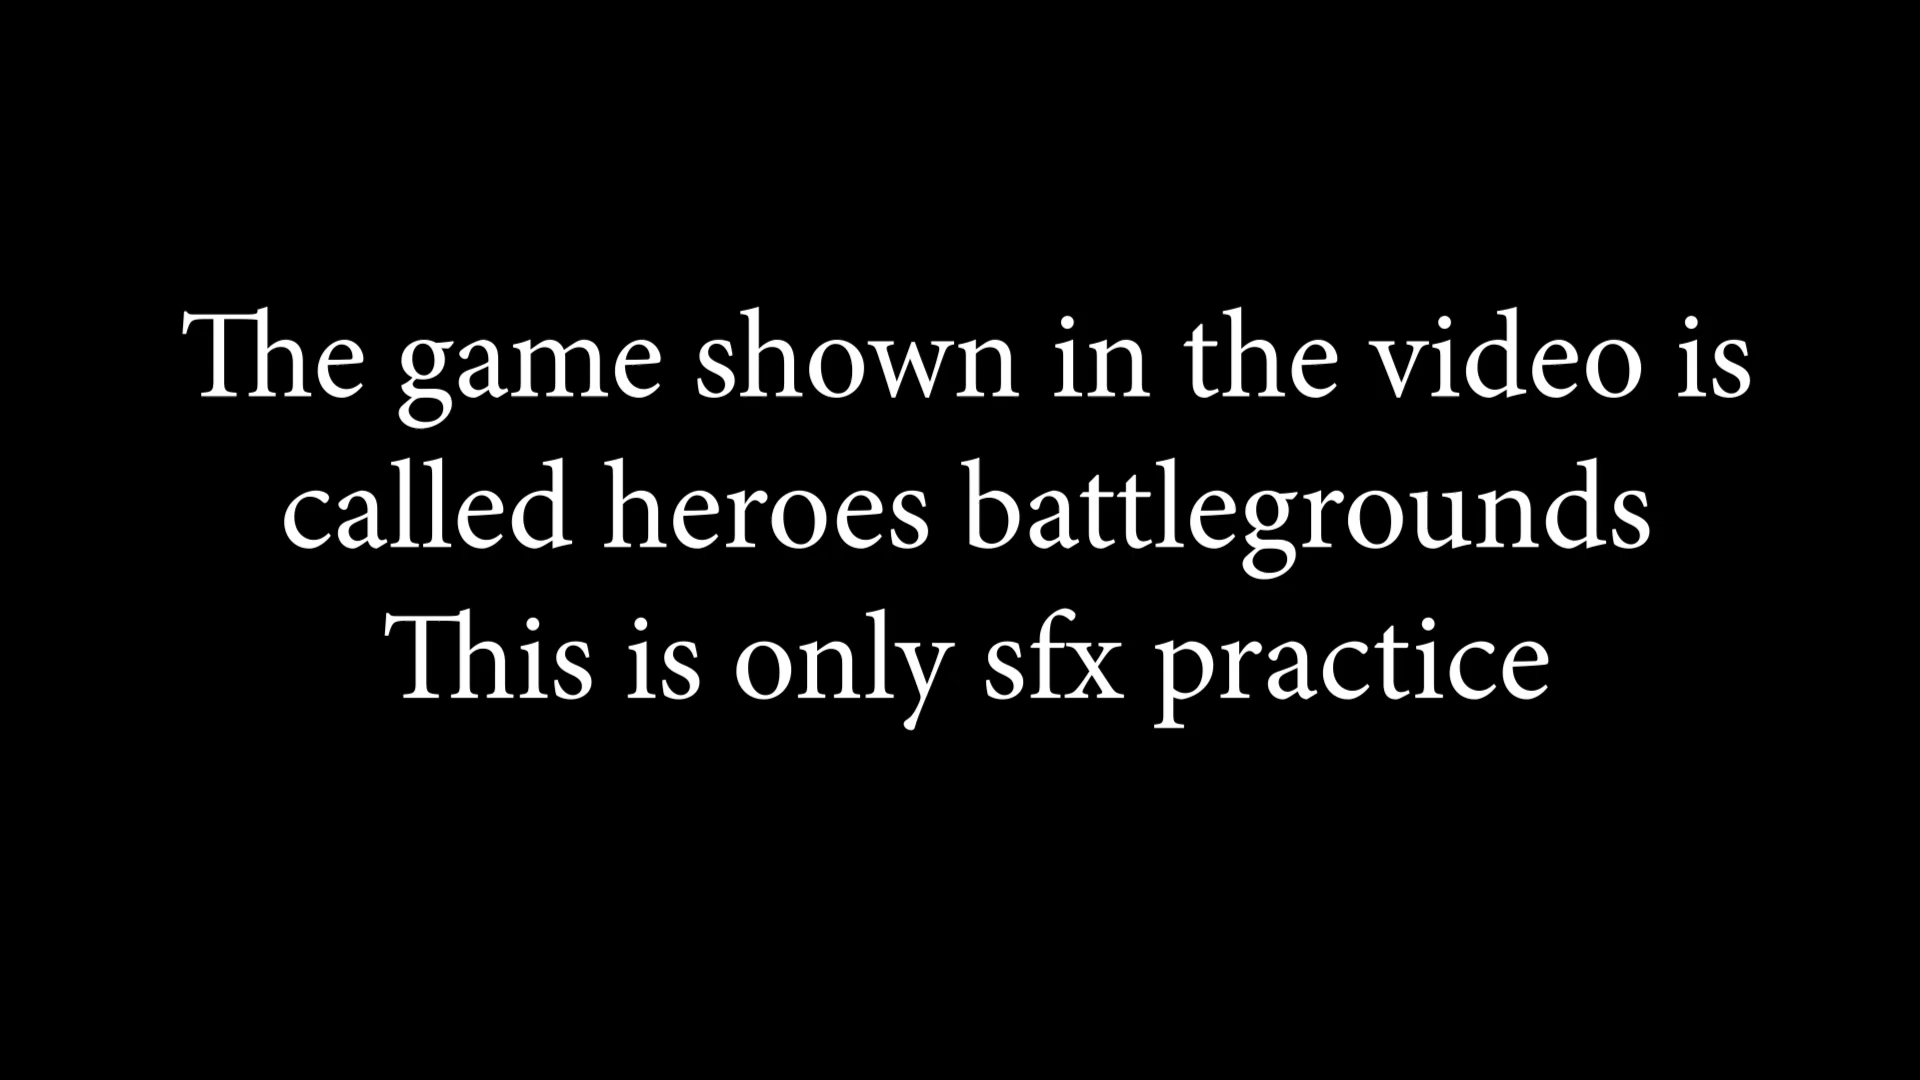 The game shown in the video is
called heroes battlegrounds
This is only sfx practice